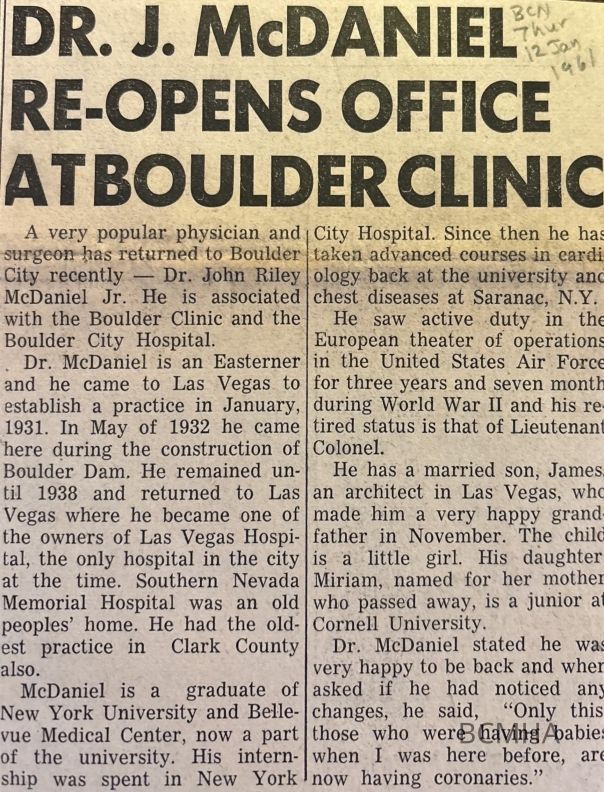 DR. J. McDANIEL
RE-OPENS OFFICE
AT BOULDER CLINIC
BCN
Thur
12 Jan
1961
A very popular physician and
surgeon has returned to Boulder
City recently — Dr. John Riley
McDaniel Jr. He is associated
with the Boulder Clinic and the
Boulder City Hospital.
Dr. McDaniel is an Easterner
and he came to Las Vegas to
establish a practice in January,
1931. In May of 1932 he came
here during the construction of
Boulder Dam. He remained un-
til 1938 and returned to Las
Vegas where he became one of
the owners of Las Vegas Hospi-
tal, the only hospital in the city
at the time. Southern Nevada
Memorial Hospital was an old
peoples' home. He had the old-
est practice in Clark County
also.
McDaniel is a graduate of
New York University and Belle-
vue Medical Center, now a part
of the university. His intern-
ship was spent in New York
City Hospital. Since then he has
taken advanced courses in cardi
ology back at the university and
chest diseases at Saranac, N.Y.
He saw active duty in the
European theater of operations
in the United States Air Force
for three years and seven month
during World War II and his re
tired status is that of Lieutenant
Colonel.
He has a married son, James,
an architect in Las Vegas, who
made him a very happy grand-
father in November. The child
is a little girl. His daughter
Miriam, named for her mother
who passed away, is a junior at
Cornell University.
Dr. McDaniel stated he was
very happy to be back and when
asked if he had noticed any
changes, he said, "Only this
those who were having babies
when I was here before, are
now having coronaries."
BCMHA